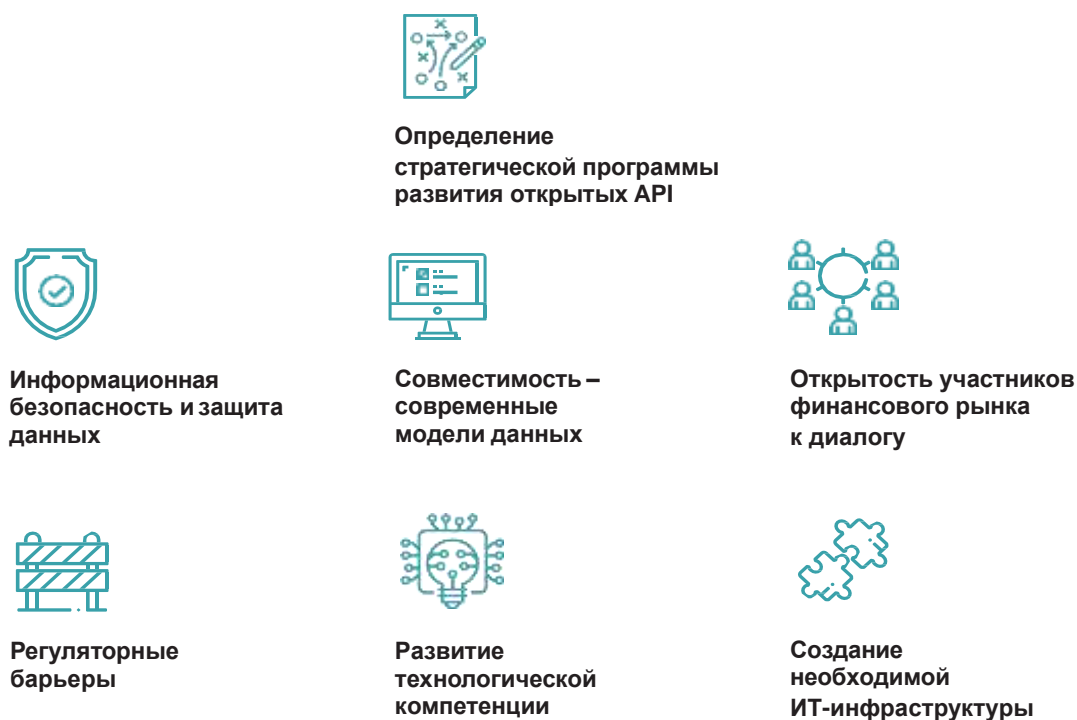 Определение
стратегической программы
развития открытых API
Информационная
безопасность и защита
данных
Совместимость –
современные
модели данных
Открытость участников
финансового рынка
к диалогу
Регуляторные
барьеры
Развитие
технологической
компетенции
Создание
необходимой
ИТ-инфраструктуры